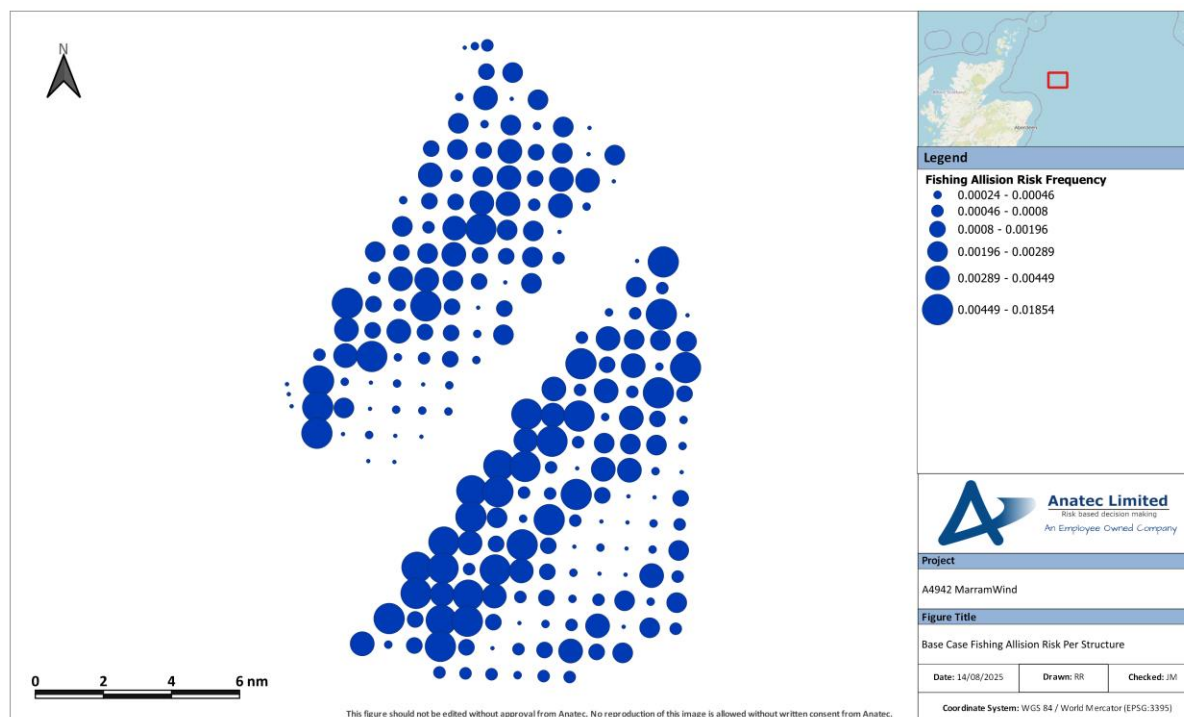 N
0 2 4 6 nm
This figure should not be edited without approval from Anatec. No reproduction of this image is allowed without written consent from Anatec.
Aberdeen
Legend
Fishing Allision Risk Frequency
0.00024 - 0.00046
0.00046 - 0.0008
0.0008 - 0.00196
0.00196 - 0.00289
0.00289 - 0.00449
0.00449 - 0.01854
Anatec Limited
Risk based decision making
An Employee Owned Company
Project
A4942 MarramWind
Figure Title
Base Case Fishing Allision Risk Per Structure
Date: 14/08/2025 Drawn: RR Checked: JM
Coordinate System: WGS 84 / World Mercator (EPSG:3395)